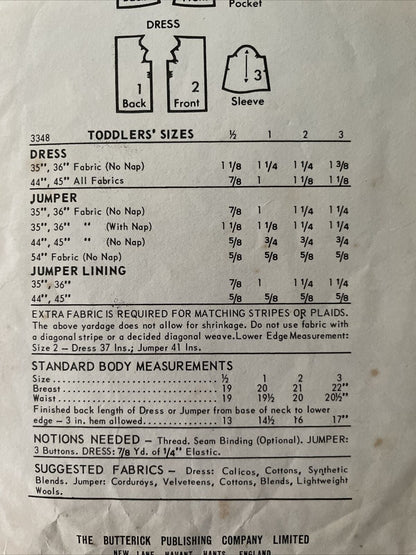 Back Front Pocket
DRESS
1 2 3
Back Front Sleeve
3348 TODDLERS' SIZES ½ 1 2 3
DRESS
35", 36" Fabric (No Nap) 1 1/8 1 1/4 1 1/4 1 3/8
44", 45" All Fabrics 7/8 1 1 1/8 1 1/8
JUMPER
35", 36" Fabric (No Nap) 7/8 1 1 1/4 1 1/4
35", 36" " (With Nap) 1 1/8 1 1/8 1 1/4 1 1/4
44", 45" " (No Nap) 5/8 3/4 3/4 3/4
54" Fabric (No Nap) 5/8 5/8 5/8 5/8
JUMPER LINING
35", 36" 7/8 1 1 1/4 1 1/4
44", 45" 5/8 5/8 5/8 5/8
EXTRA FABRIC IS REQUIRED FOR MATCHING STRIPES OR PLAIDS.
The above yardage does not allow for shrinkage. Do not use fabric with
a diagonal stripe or a decided diagonal weave. Lower Edge Measurement:
Size 2 - Dress 37 Ins.; Jumper 41 Ins.
STANDARD BODY MEASUREMENTS
Size ½ 1 2 3
Breast 19 20 21 22"
Waist 19 19½ 20 20½"
Finished back length of Dress or Jumper from base of neck to lower
edge - 3 in. hem allowed 13 14½ 16 17"
NOTIONS NEEDED - Thread. Seam Binding (Optional). JUMPER:
3 Buttons. DRESS: 7/8 Yd. of 1/4" Elastic.
SUGGESTED FABRICS - Dress: Calicos, Cottons, Synthetic
Blends. Jumper: Corduroys, Velveteens, Cottons, Blends, Lightweight
Wools.
THE BUTTERICK PUBLISHING COMPANY LIMITED
NEW LANE HAVANT HANTS ENGLAND